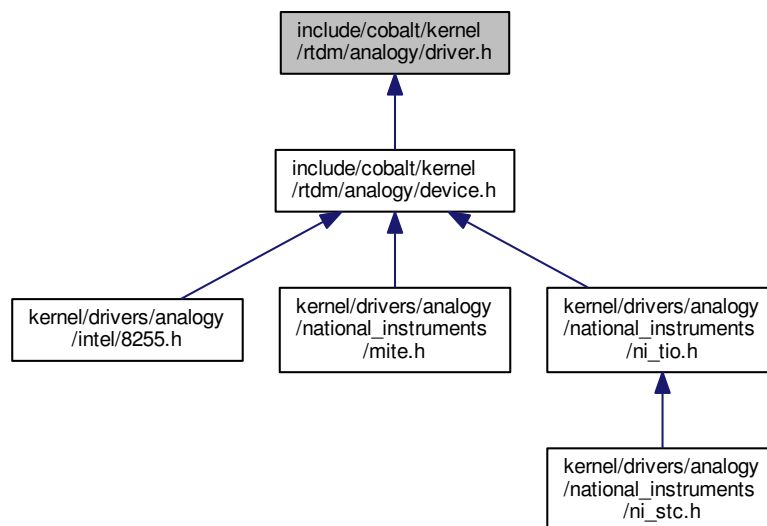 include/cobalt/kernel
/rtdm/analogy/driver.h
include/cobalt/kernel
/rtdm/analogy/device.h
kernel/drivers/analogy
/intel/8255.h
kernel/drivers/analogy
/national_instruments
/mite.h
kernel/drivers/analogy
/national_instruments
/ni_tio.h
kernel/drivers/analogy
/national_instruments
/ni_stc.h